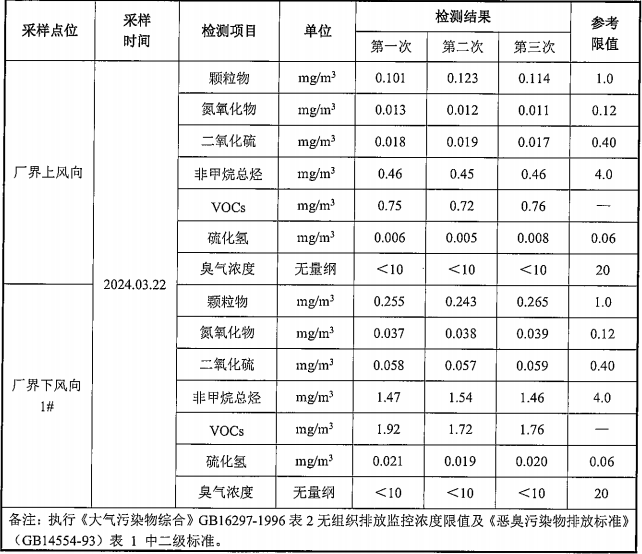 采样点位 采样时间 检测项目 单位 检测结果 参考限值
第一次 第二次 第三次
厂界上风向 2024.03.22 颗粒物 mg/m³ 0.101 0.123 0.114 1.0
氮氧化物 mg/m³ 0.013 0.012 0.011 0.12
二氧化硫 mg/m³ 0.018 0.019 0.017 0.40
非甲烷总烃 mg/m³ 0.46 0.45 0.46 4.0
VOCs mg/m³ 0.75 0.72 0.76 —
硫化氢 mg/m³ 0.006 0.005 0.008 0.06
臭气浓度 无量纲 ＜10 ＜10 ＜10 20
厂界下风向1# 颗粒物 mg/m³ 0.255 0.243 0.265 1.0
氮氧化物 mg/m³ 0.037 0.038 0.039 0.12
二氧化硫 mg/m³ 0.058 0.057 0.059 0.40
非甲烷总烃 mg/m³ 1.47 1.54 1.46 4.0
VOCs mg/m³ 1.92 1.72 1.76 —
硫化氢 mg/m³ 0.021 0.019 0.020 0.06
臭气浓度 无量纲 ＜10 ＜10 ＜10 20
备注：执行《大气污染物综合》GB16297-1996 表 2 无组织排放监控浓度限值及《恶臭污染物排放标准》
（GB14554-93）表 1 中二级标准。